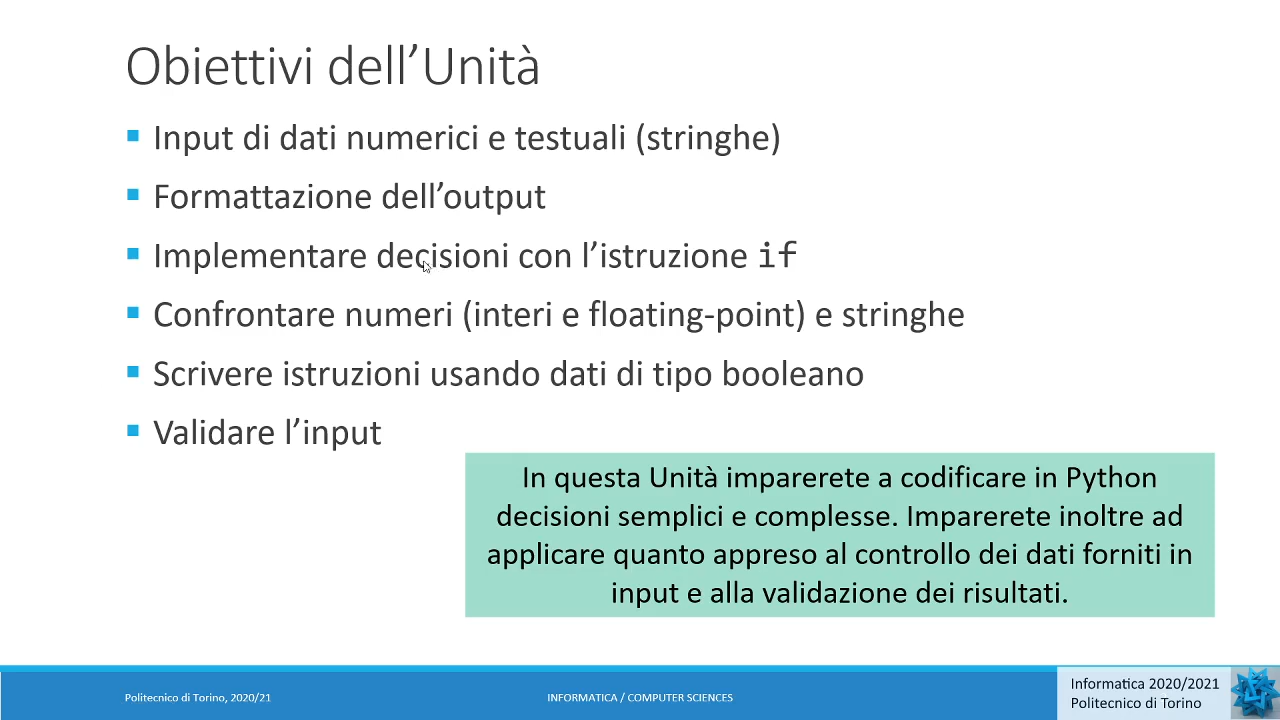 Obiettivi dell’Unità
Input di dati numerici e testuali (stringhe)
Formattazione dell’output
Implementare decisioni con l’istruzione if
Confrontare numeri (interi e floating-point) e stringhe
Scrivere istruzioni usando dati di tipo booleano
Validare l’input
In questa Unità imparerete a codificare in Python
decisioni semplici e complesse. Imparerete inoltre ad
applicare quanto appreso al controllo dei dati forniti in
input e alla validazione dei risultati.
Politecnico di Torino, 2020/21
INFORMATICA / COMPUTER SCIENCES
Informatica 2020/2021
Politecnico di Torino